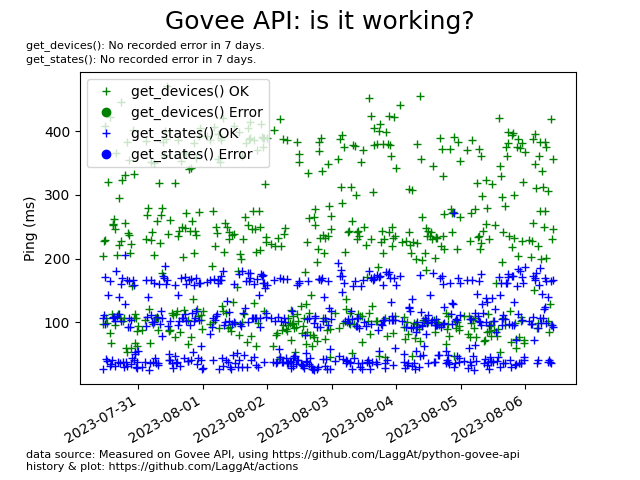 Govee API: is it working?
get_devices(): No recorded error in 7 days.
get_states(): No recorded error in 7 days.
get_devices() OK
get_devices() Error
get_states() OK
get_states() Error
Ping (ms)
400
300
200
100
2023-07-31
2023-08-01
2023-08-02
2023-08-03
2023-08-04
2023-08-05
2023-08-06
data source: Measured on Govee API, using https://github.com/LaggAt/python-govee-api
history & plot: https://github.com/LaggAt/actions